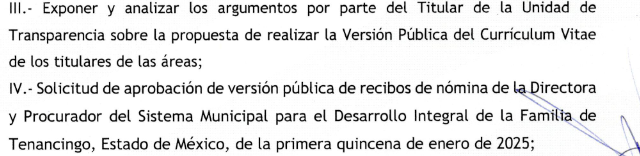 III.- Exponer y analizar los argumentos por parte del Titular de la Unidad de
Transparencia sobre la propuesta de realizar la Versión Pública del Currículum Vitae
de los titulares de las áreas;
IV.- Solicitud de aprobación de versión pública de recibos de nómina de la Directora
y Procurador del Sistema Municipal para el Desarrollo Integral de la Familia de
Tenancingo, Estado de México, de la primera quincena de enero de 2025;